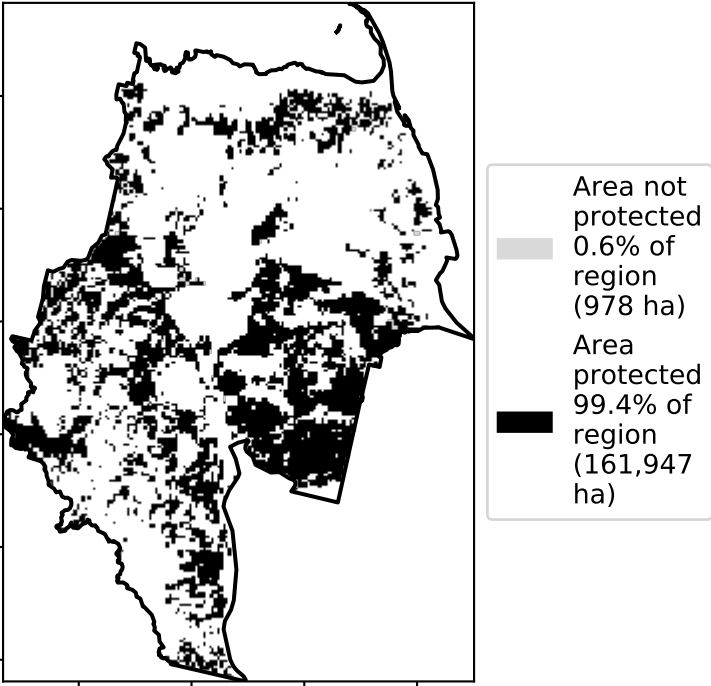 Area not
protected
0.6% of
region
(978 ha)
Area
protected
99.4% of
region
(161,947
ha)